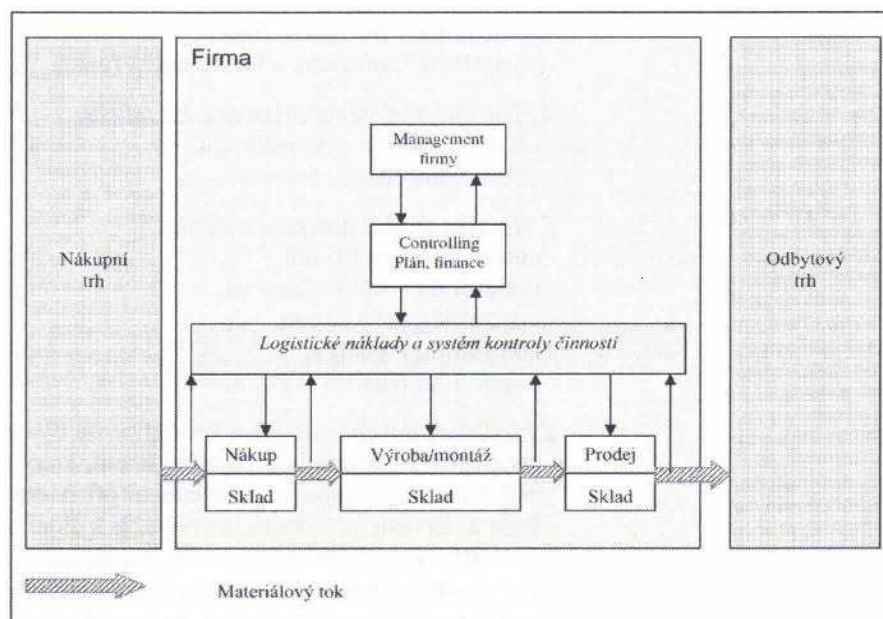 Firma
Management
firmy
Controlling
Plán, finance
Nákupní
trh
Odbytový
trh
Logistické náklady a systém kontroly činností
Nákup
Výroba/montáž
Prodej
Sklad
Sklad
Sklad
Materiálový tok